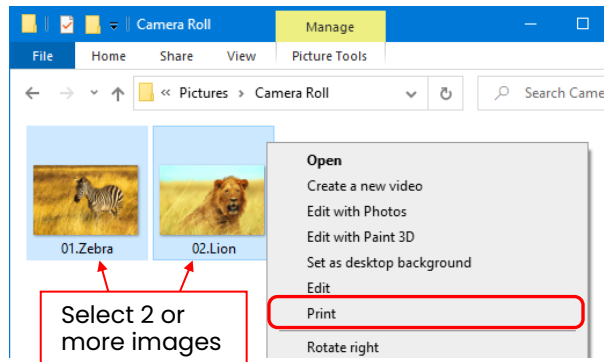 Camera Roll
Manage
File
Home
Share
View
Picture Tools
« Pictures › Camera Roll
Search Came
01.Zebra
02.Lion
Open
Create a new video
Edit with Photos
Edit with Paint 3D
Set as desktop background
Edit
Print
Rotate right
Select 2 or
more images